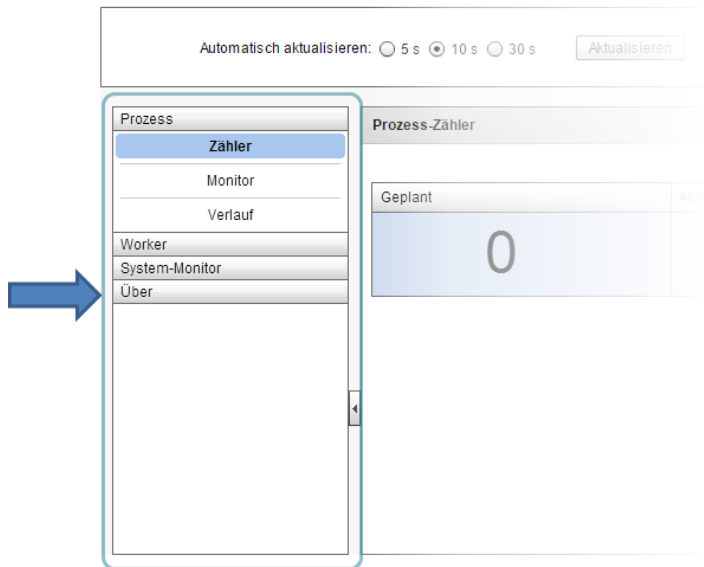 Automatisch aktualisieren: 5 s 10 s 30 s Aktualisieren
Prozess
Zähler
Monitor
Verlauf
Worker
System-Monitor
Über
Prozess-Zähler
Geplant
0